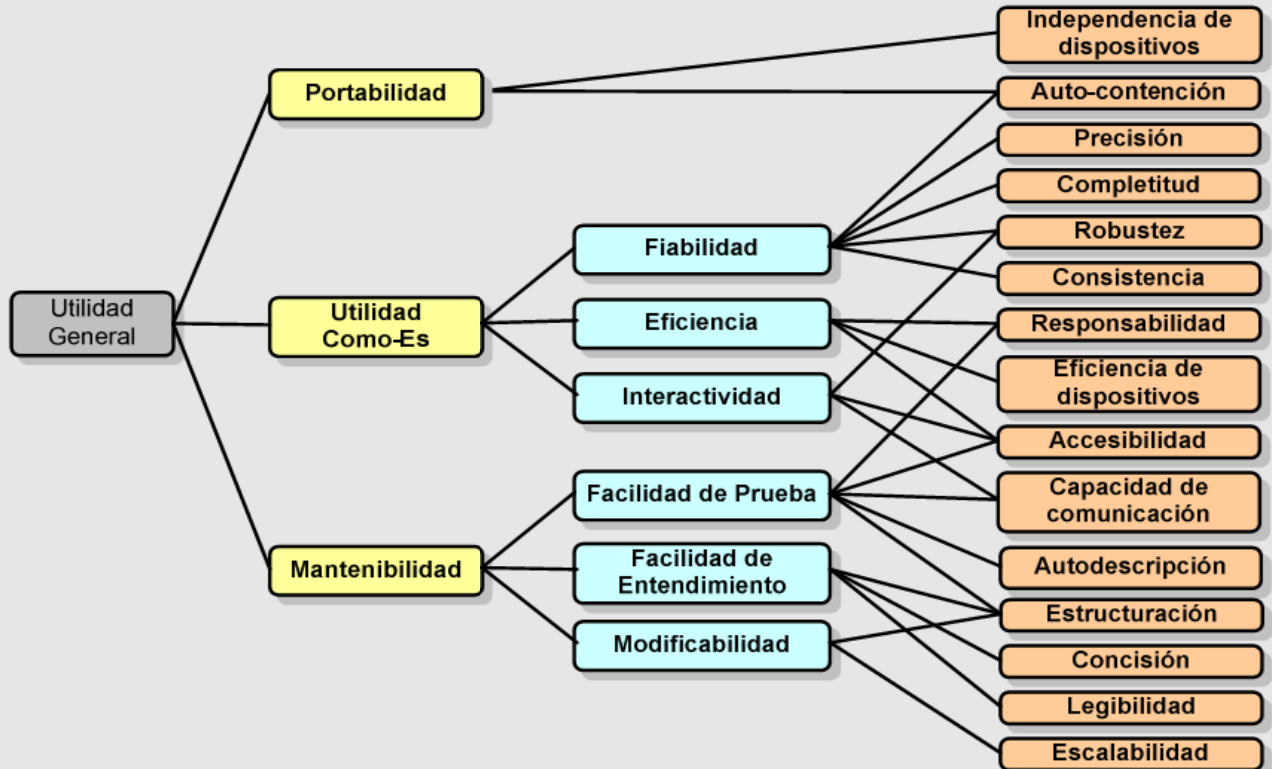 Utilidad
General
Portabilidad
Utilidad
Como-Es
Mantenibilidad
Fiabilidad
Eficiencia
Interactividad
Facilidad de Prueba
Facilidad de
Entendimiento
Modificabilidad
Independencia de
dispositivos
Auto-contención
Precisión
Completitud
Robustez
Consistencia
Responsabilidad
Eficiencia de
dispositivos
Accesibilidad
Capacidad de
comunicación
Autodescripción
Estructuración
Concisión
Legibilidad
Escalabilidad